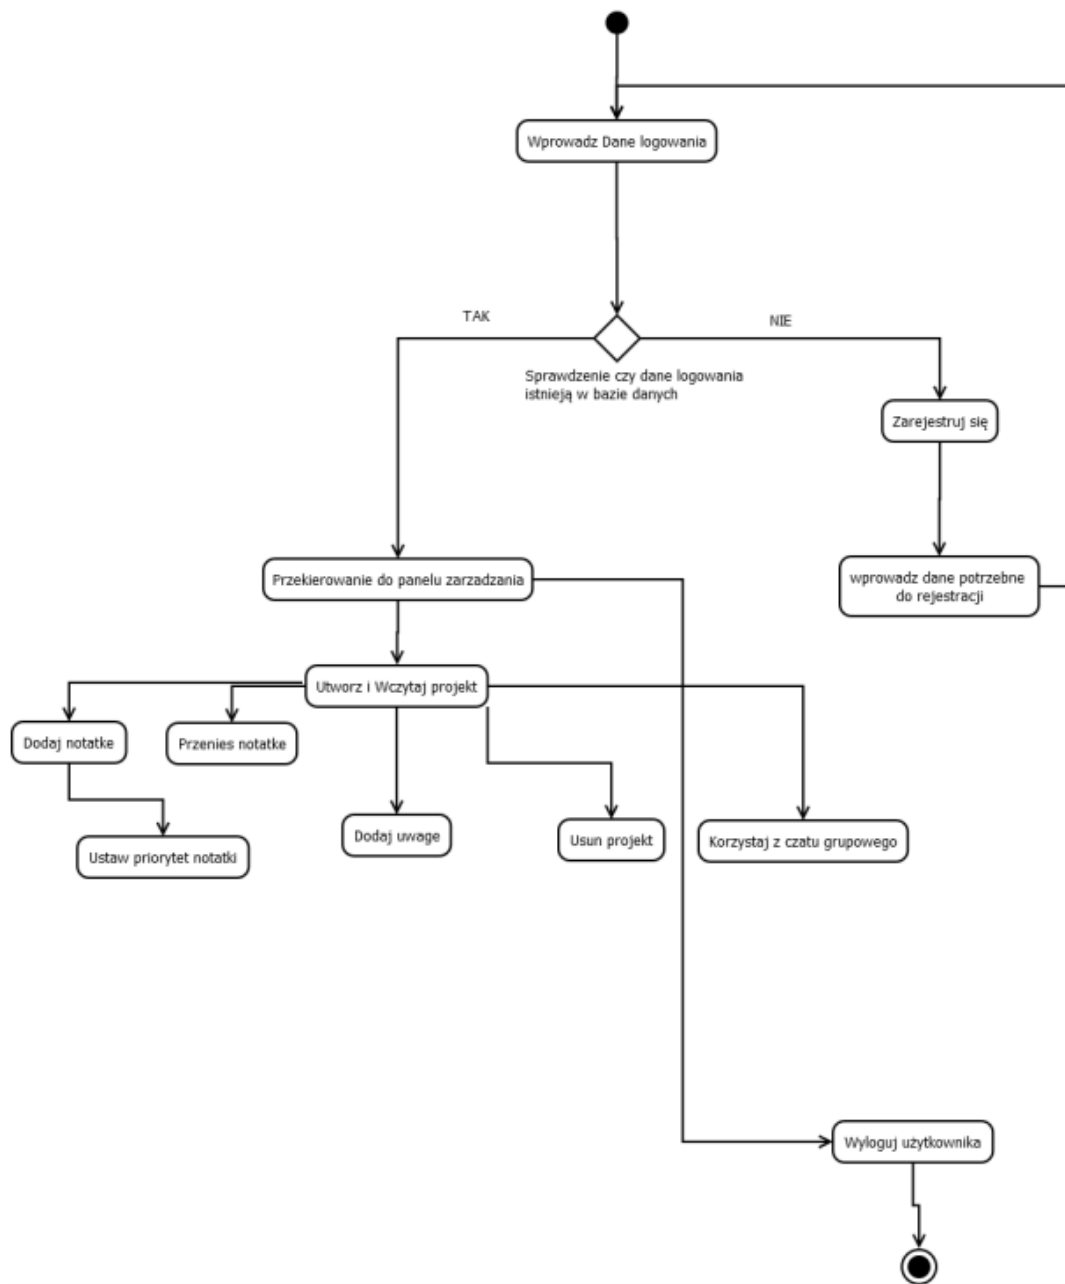 Wprowadz Dane logowania
TAK
NIE
Sprawdzenie czy dane logowania
istnieją w bazie danych
Zarejestruj się
Przekierowanie do panelu zarzadzania
wprowadz dane potrzebne
do rejestracji
Utworz i Wczytaj projekt
Dodaj notatke
Przenies notatke
Dodaj uwage
Usun projekt
Korzystaj z czatu grupowego
Ustaw priorytet notatki
Wyloguj użytkownika